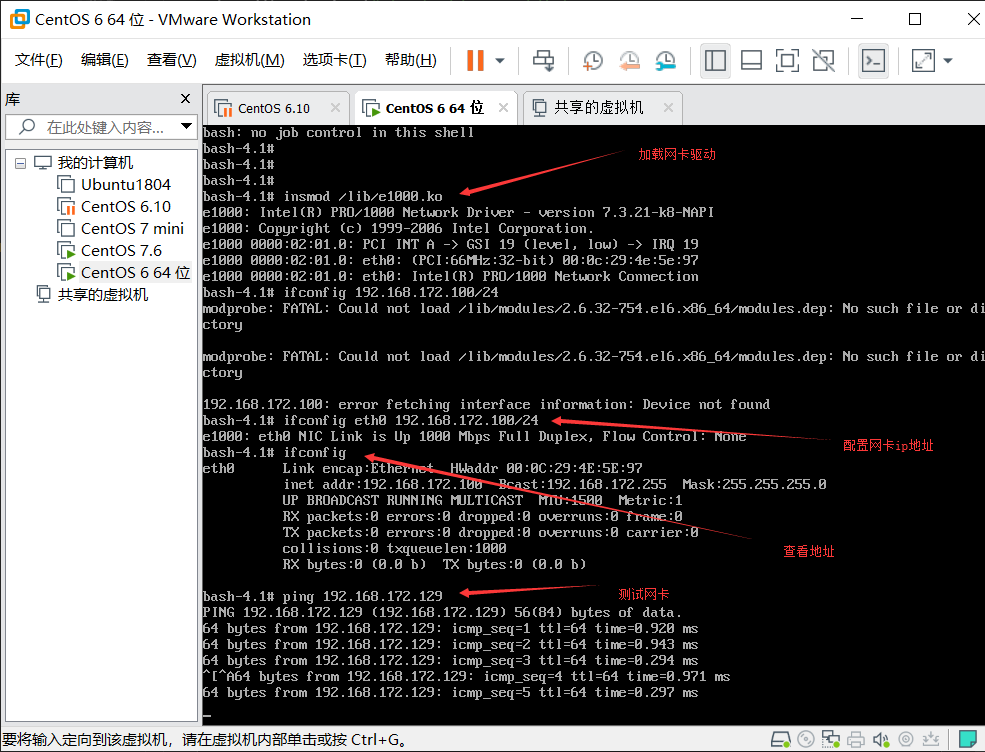 CentOS 6 64 位 - VMware Workstation
文件(F) 编辑(E) 查看(V) 虚拟机(M) 选项卡(T) 帮助(H)
库
在此处键入内容...
我的计算机
Ubuntu1804
CentOS 6.10
CentOS 7 mini
CentOS 7.6
CentOS 6 64 位
共享的虚拟机
CentOS 6.10
CentOS 6 64 位
共享的虚拟机
bash: no job control in this shell
bash-4.1#
bash-4.1#
bash-4.1#
加载网卡驱动
bash-4.1# insmod /lib/e1000.ko
e1000: Intel(R) PRO/1000 Network Driver - version 7.3.21-k8-NAPI
e1000: Copyright (c) 1999-2006 Intel Corporation.
e1000 0000:02:01.0: PCI INT A -> GSI 19 (level, low) -> IRQ 19
e1000 0000:02:01.0: eth0: (PCI:66MHz:32-bit) 00:0c:29:4e:5e:97
e1000 0000:02:01.0: eth0: Intel(R) PRO/1000 Network Connection
bash-4.1# ifconfig 192.168.172.100/24
modprobe: FATAL: Could not load /lib/modules/2.6.32-754.el6.x86_64/modules.dep: No such file or di
ctory
modprobe: FATAL: Could not load /lib/modules/2.6.32-754.el6.x86_64/modules.dep: No such file or di
ctory
192.168.172.100: error fetching interface information: Device not found
bash-4.1# ifconfig eth0 192.168.172.100/24
e1000: eth0 NIC Link is Up 1000 Mbps Full Duplex, Flow Control: None
配置网卡ip地址
bash-4.1# ifconfig
eth0 Link encap:Ethernet HWaddr 00:0C:29:4E:5E:97
inet addr:192.168.172.100 Bcast:192.168.172.255 Mask:255.255.255.0
UP BROADCAST RUNNING MULTICAST MTU:1500 Metric:1
RX packets:0 errors:0 dropped:0 overruns:0 frame:0
TX packets:0 errors:0 dropped:0 overruns:0 carrier:0
collisions:0 txqueuelen:1000
查看地址
RX bytes:0 (0.0 b) TX bytes:0 (0.0 b)
bash-4.1# ping 192.168.172.129
测试网卡
PING 192.168.172.129 (192.168.172.129) 56(84) bytes of data.
64 bytes from 192.168.172.129: icmp_seq=1 ttl=64 time=0.920 ms
64 bytes from 192.168.172.129: icmp_seq=2 ttl=64 time=0.943 ms
64 bytes from 192.168.172.129: icmp_seq=3 ttl=64 time=0.294 ms
^[^A64 bytes from 192.168.172.129: icmp_seq=4 ttl=64 time=0.971 ms
64 bytes from 192.168.172.129: icmp_seq=5 ttl=64 time=0.297 ms
要将输入定向到该虚拟机，请在虚拟机内部单击或按 Ctrl+G。